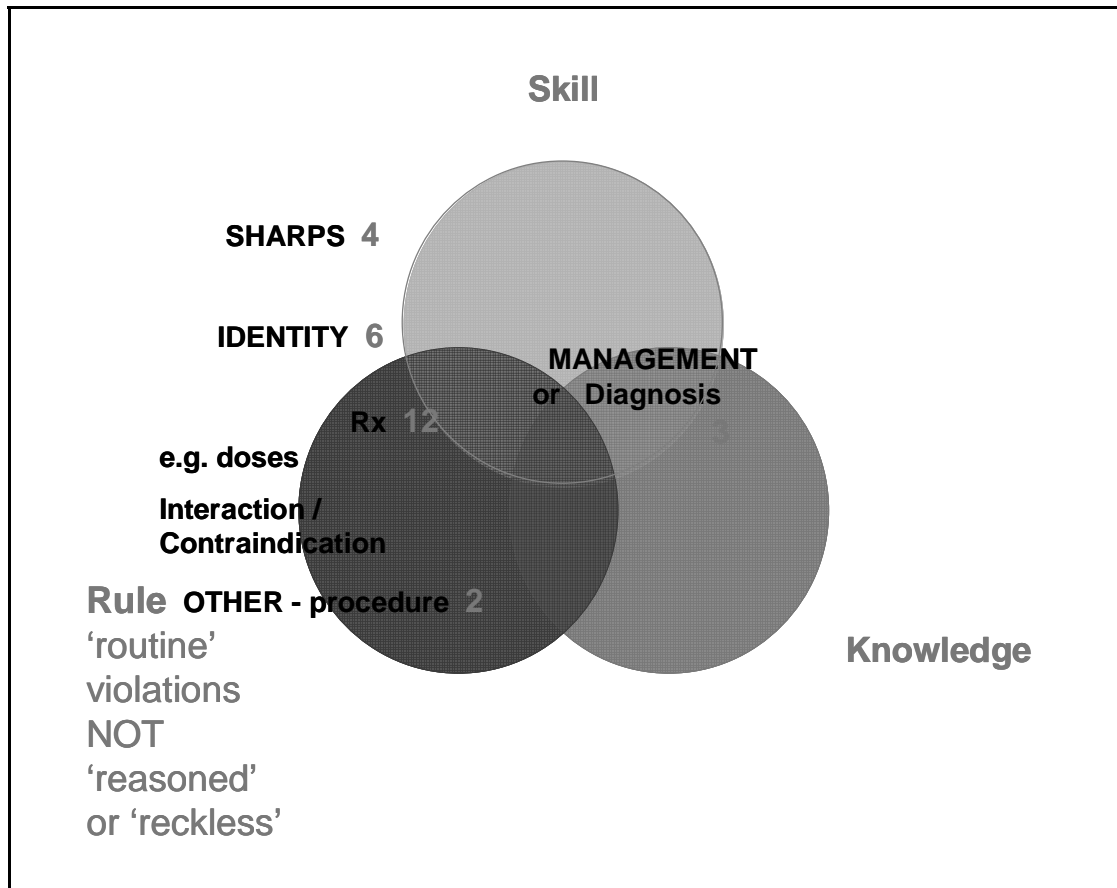 Skill
SHARPS 4
IDENTITY 6
MANAGEMENT
or Diagnosis
Rx 12
3
e.g. doses
Interaction /
Contraindication
Rule OTHER - procedure 2
‘routine’
violations
NOT
‘reasoned’
or ‘reckless’
Knowledge